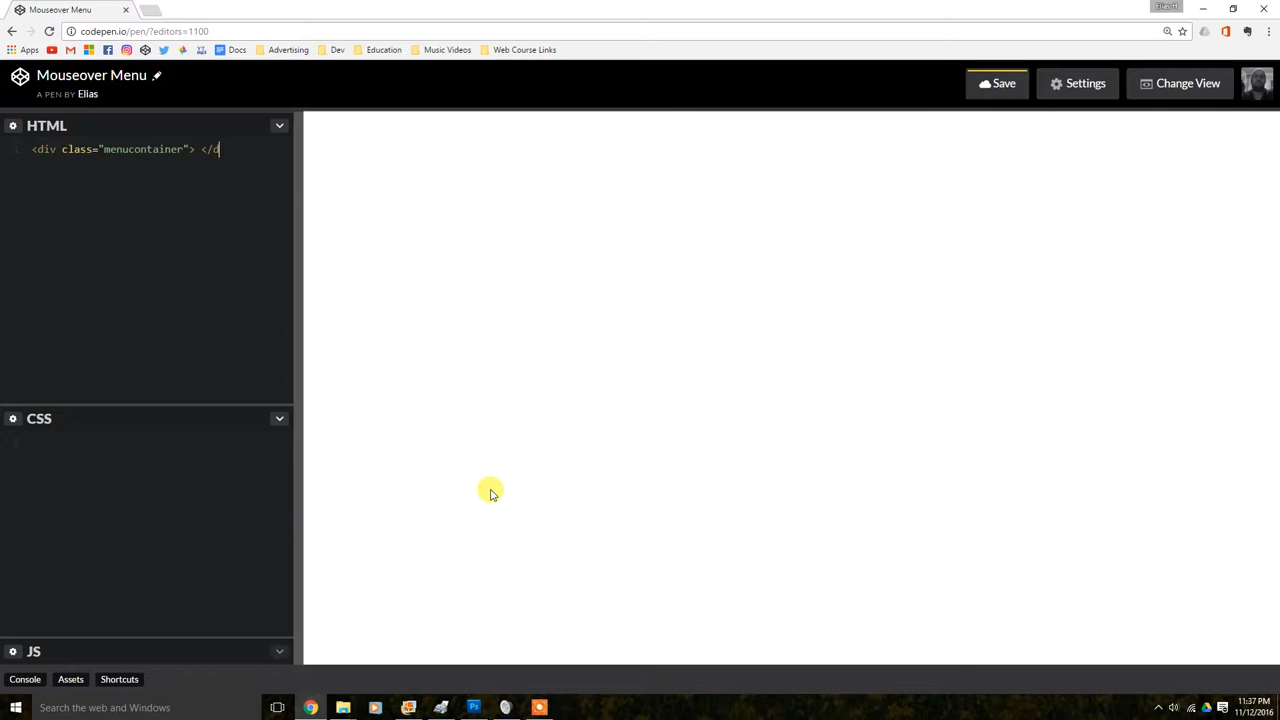 Mouseover Menu
Elias H
codepen.io/pen/?editors=1100
Apps Docs Advertising Dev Education Music Videos Web Course Links
Mouseover Menu
A PEN BY Elias
Save Settings Change View
HTML
1 <div class="menucontainer"> </d
CSS
JS
Console Assets Shortcuts
Search the web and Windows
11:37 PM
11/12/2016